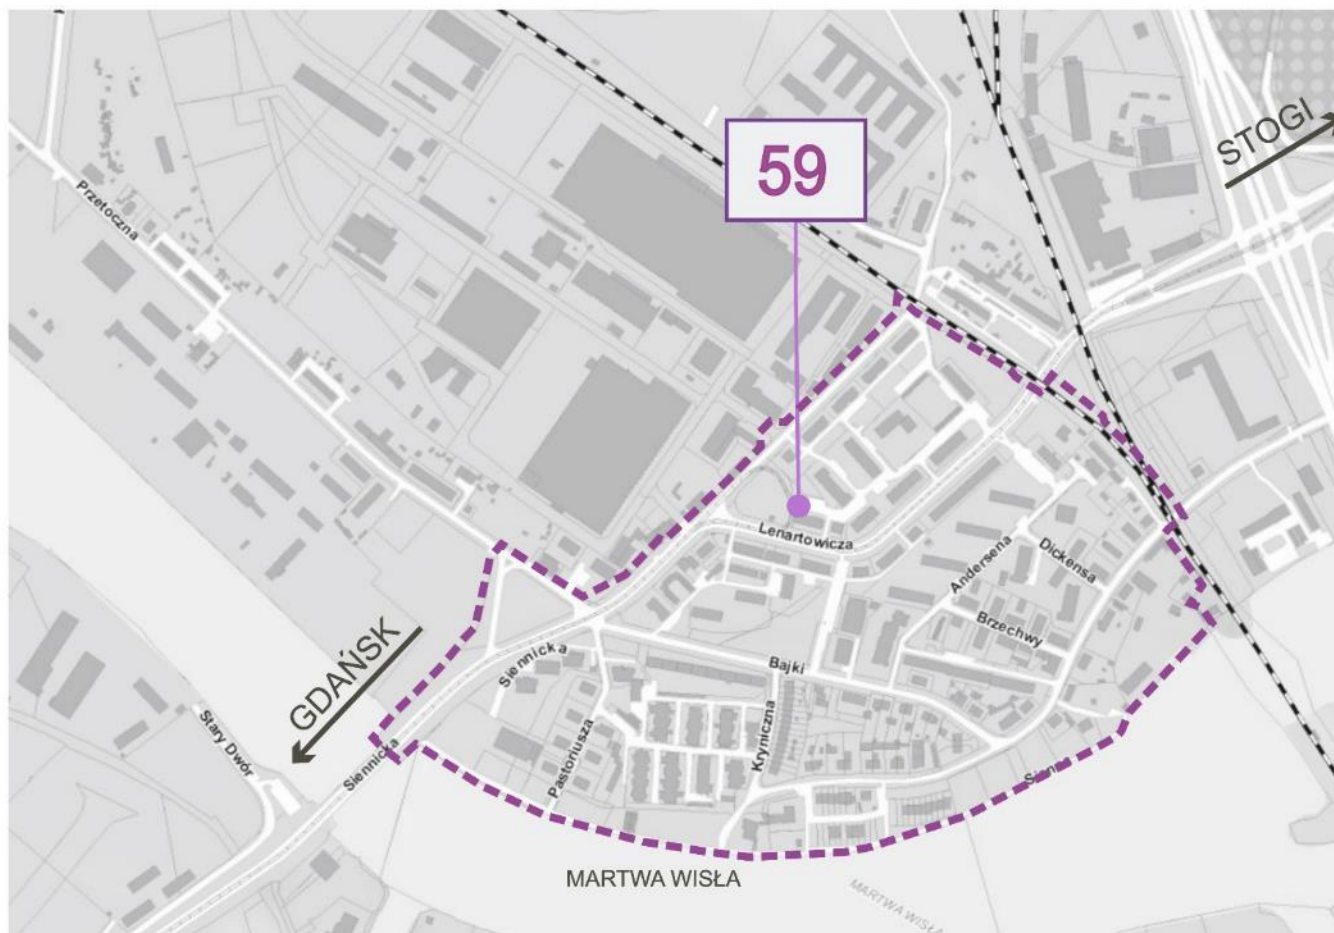 STOGI
59
Przetoczna
Lenartowicza
Andersena
Dickensa
Brzechwy
Siennicka
Bajki
GDAŃSK
Stary Dwór
Siennicka
Pastoriusza
Kryniczna
MARTWA WISŁA
MARTWA WISŁA